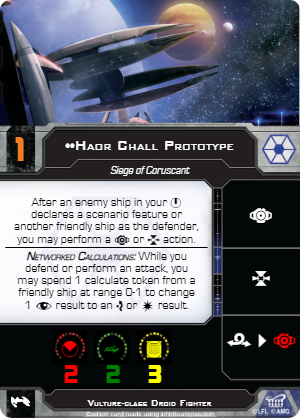 1
••Haor Chall Prototype
Siege of Coruscant
After an enemy ship in your
declares a scenario feature or
another friendly ship as the defender,
you may perform a or action.
Networked Calculations: While you
defend or perform an attack, you
may spend 1 calculate token from a
friendly ship at range 0-1 to change
1 result to an or result.
2 2 3
Vulture-class Droid Fighter
Custom card made using infinitearenas.com
©LFL ©AMG